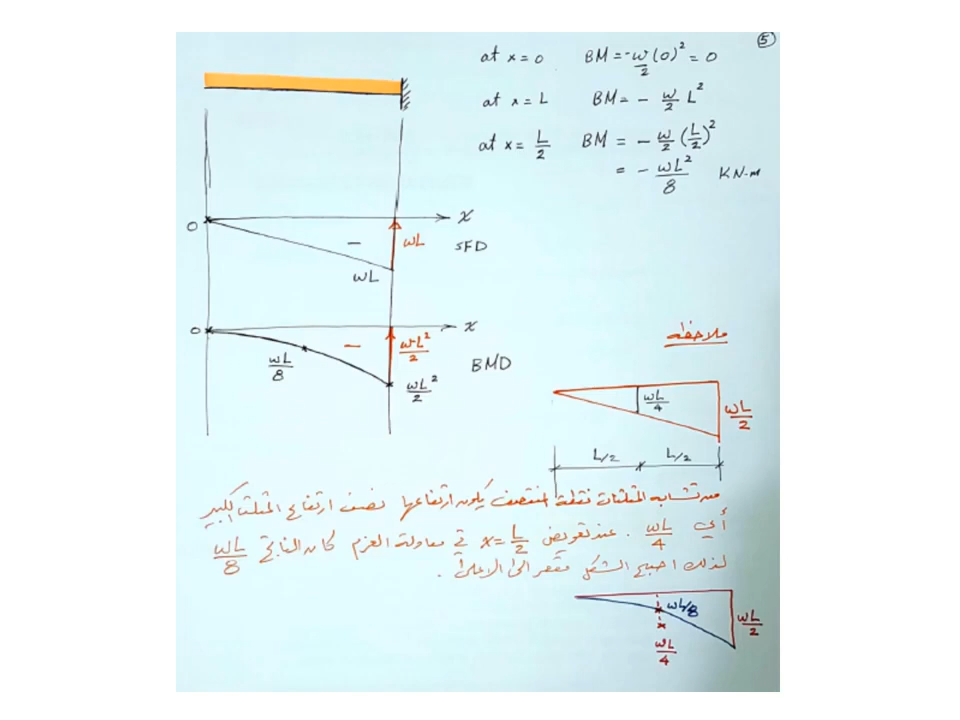 5
at x = 0 BM = -w/2 (0)² = 0
at x = L BM = - w/2 L²
at x = L/2 BM = - w/2 (L/2)²
= - wL²/8 KN-m
0 x
- wL SFD
wL
0 x
wL/8 - wL²/2 BMD
wL²/2
ملاحظه
wL/4 wL/2
L/2 L/2
من تشابه المثلثات نقطة المنتصف يكون ارتفاعها نصف ارتفاع المثلث الكبير
أي wL/4 . عند تعويض x = L/2 في معادلة العزم كان الناتج wL/8
لذلك اصبح الشكل مقعر الى الاعلى .
wL/8 wL/2
wL/4